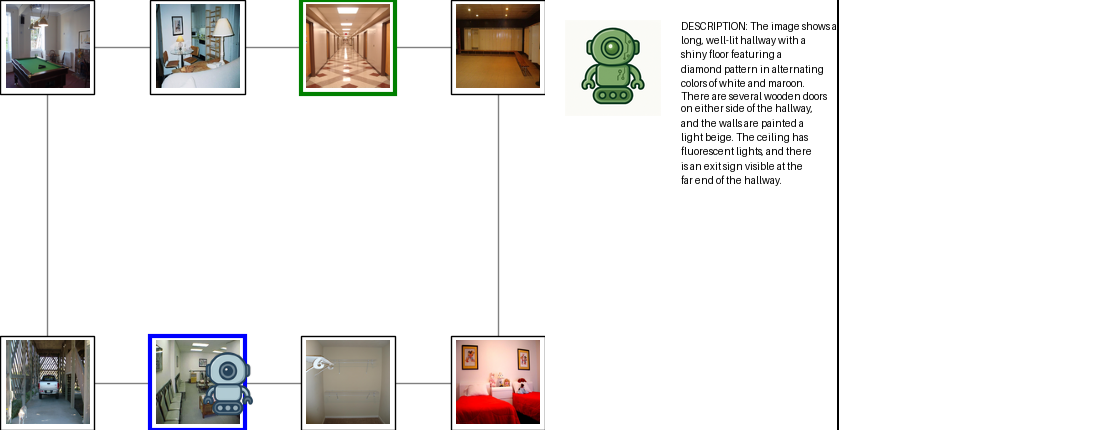 DESCRIPTION: The image shows a
long, well-lit hallway with a
shiny floor featuring a
diamond pattern in alternating
colors of white and maroon.
There are several wooden doors
on either side of the hallway,
and the walls are painted a
light beige. The ceiling has
fluorescent lights, and there
is an exit sign visible at the
far end of the hallway.